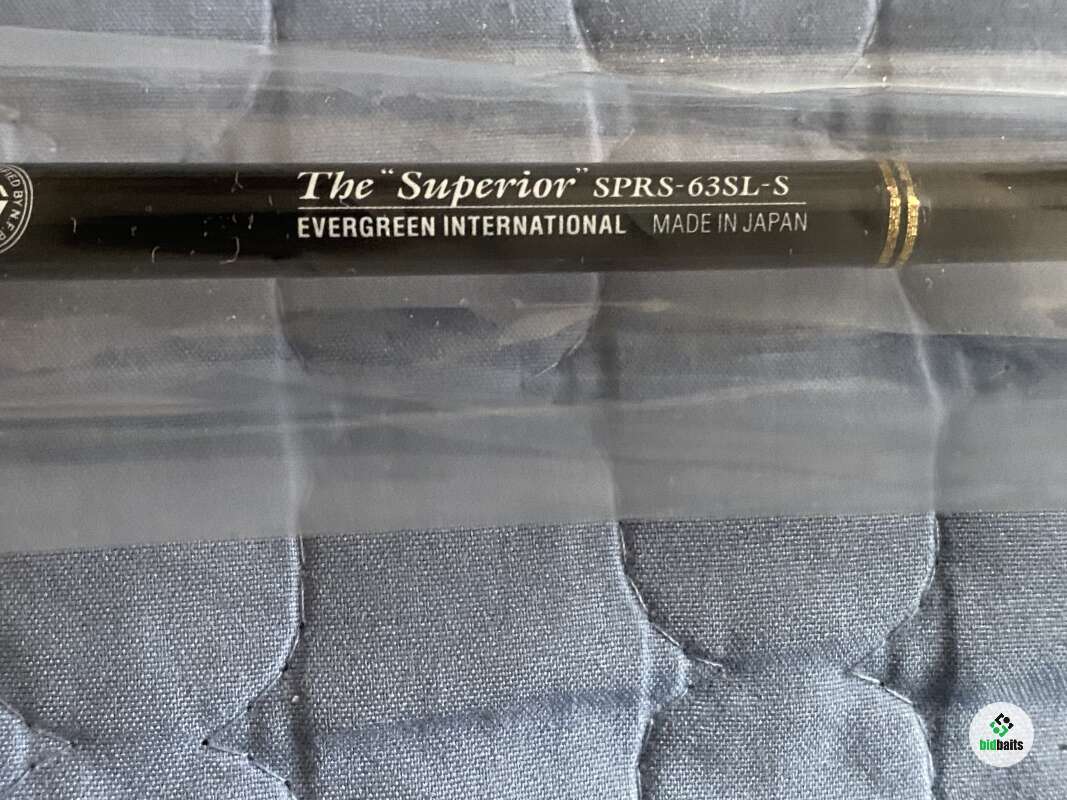 The "Superior" SPRS-63SL-S
EVERGREEN INTERNATIONAL MADE IN JAPAN
bidbaits